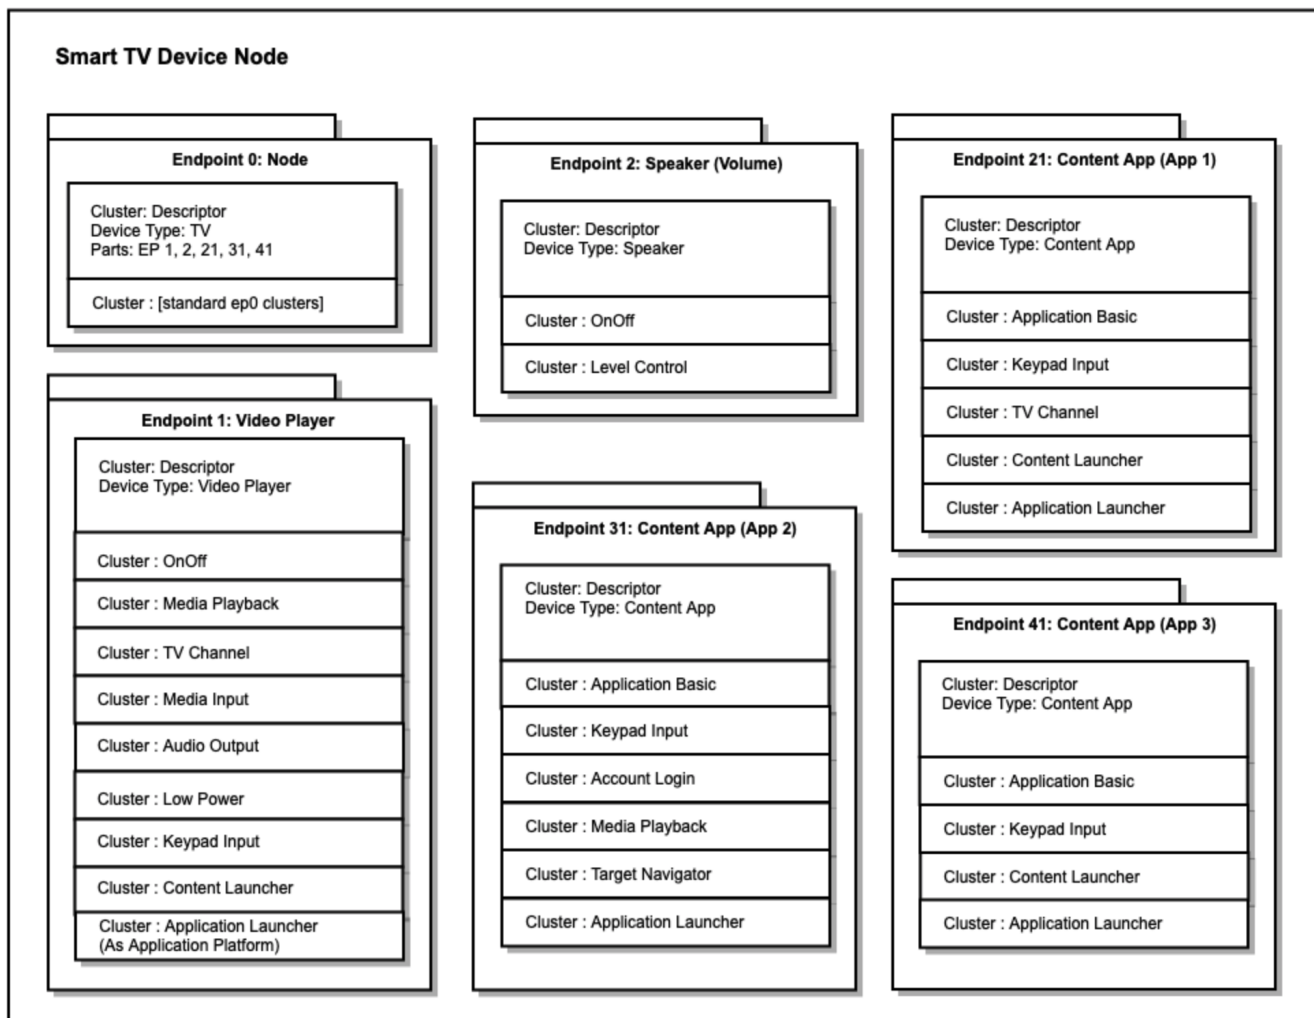 Smart TV Device Node
Endpoint 0: Node
Cluster: Descriptor
Device Type: TV
Parts: EP 1, 2, 21, 31, 41
Cluster : [standard ep0 clusters]
Endpoint 1: Video Player
Cluster: Descriptor
Device Type: Video Player
Cluster : OnOff
Cluster : Media Playback
Cluster : TV Channel
Cluster : Media Input
Cluster : Audio Output
Cluster : Low Power
Cluster : Keypad Input
Cluster : Content Launcher
Cluster : Application Launcher
(As Application Platform)
Endpoint 2: Speaker (Volume)
Cluster: Descriptor
Device Type: Speaker
Cluster : OnOff
Cluster : Level Control
Endpoint 31: Content App (App 2)
Cluster: Descriptor
Device Type: Content App
Cluster : Application Basic
Cluster : Keypad Input
Cluster : Account Login
Cluster : Media Playback
Cluster : Target Navigator
Cluster : Application Launcher
Endpoint 21: Content App (App 1)
Cluster: Descriptor
Device Type: Content App
Cluster : Application Basic
Cluster : Keypad Input
Cluster : TV Channel
Cluster : Content Launcher
Cluster : Application Launcher
Endpoint 41: Content App (App 3)
Cluster: Descriptor
Device Type: Content App
Cluster : Application Basic
Cluster : Keypad Input
Cluster : Content Launcher
Cluster : Application Launcher